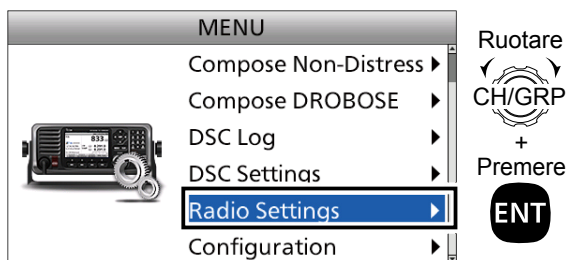 MENU
Compose Non-Distress
Compose DROBOSE
DSC Log
DSC Settings
Radio Settings
Configuration
Ruotare
CH/GRP
+
Premere
ENT